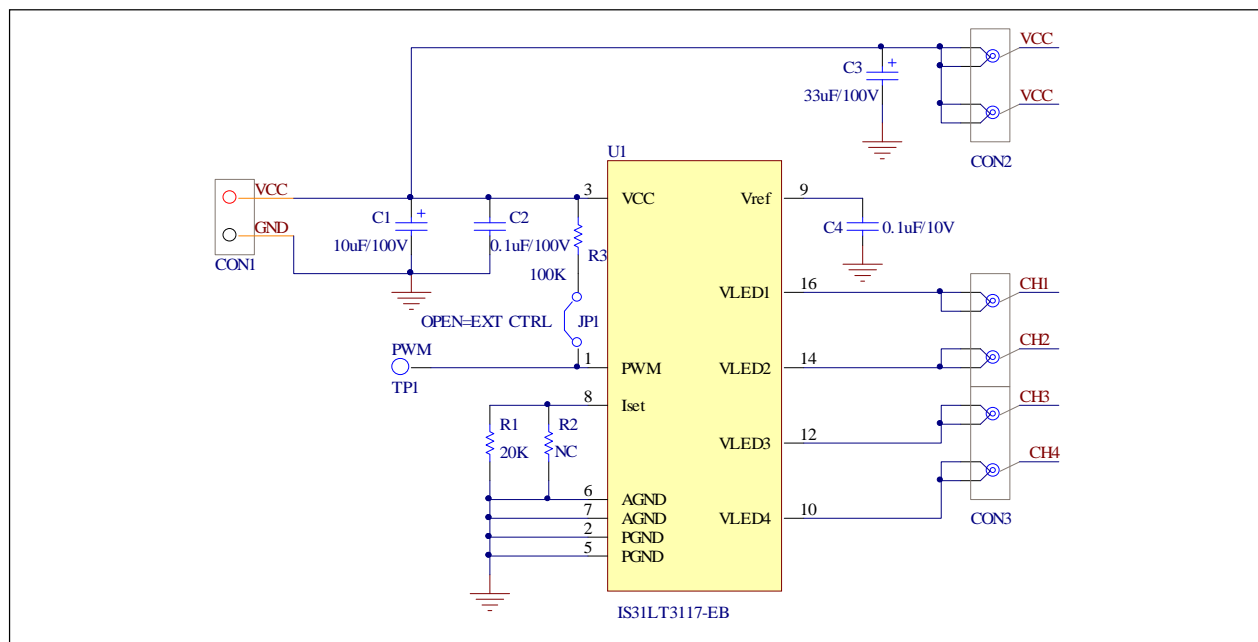 VCC
C3
+
33uF/100V
VCC
CON2
U1
VCC
GND
CON1
C1
+
10uF/100V
C2
0.1uF/100V
R3
100K
3
VCC
Vref
9
C4
0.1uF/10V
OPEN=EXT CTRL
JP1
VLED1
16
CH1
PWM
TP1
1
PWM
VLED2
14
CH2
8
Iset
CH3
R1
20K
R2
NC
VLED3
12
CH4
6
AGND
7
AGND
VLED4
10
CON3
2
PGND
5
PGND
IS31LT3117-EB